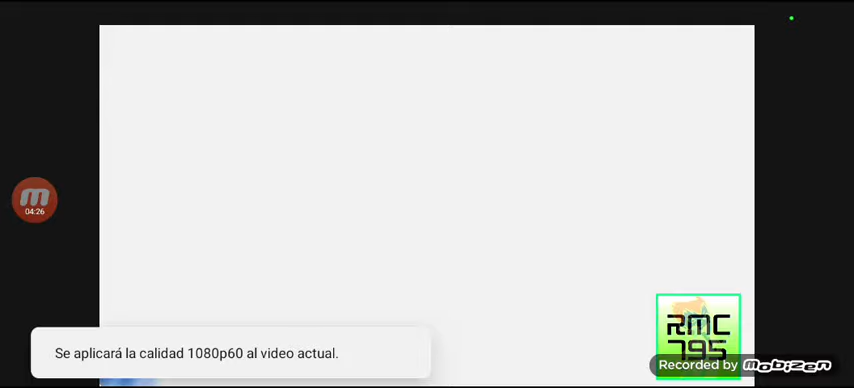 04:26
RMC
795
Se aplicará la calidad 1080p60 al video actual.
Recorded by mobizen